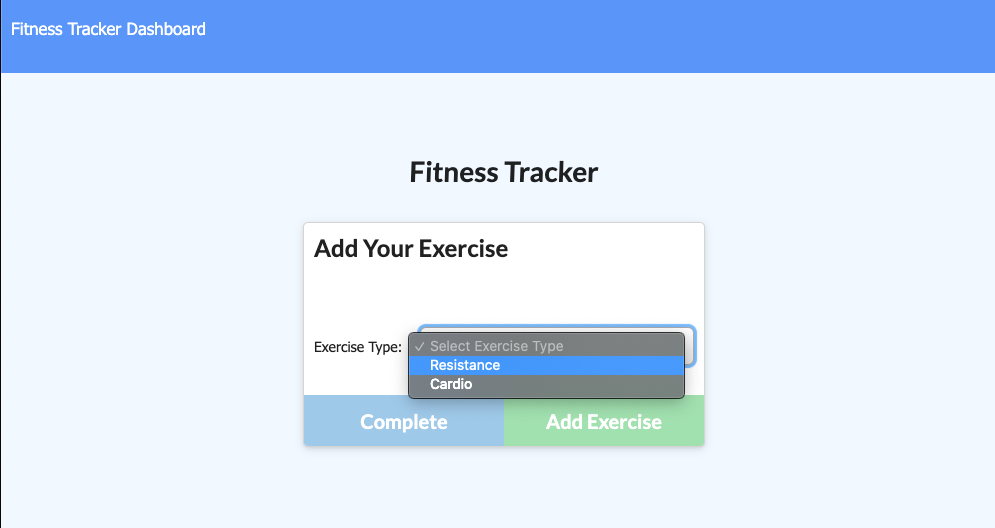 Fitness Tracker Dashboard
Fitness Tracker
Add Your Exercise
Exercise Type: ✓ Select Exercise Type
Resistance
Cardio
Complete Add Exercise